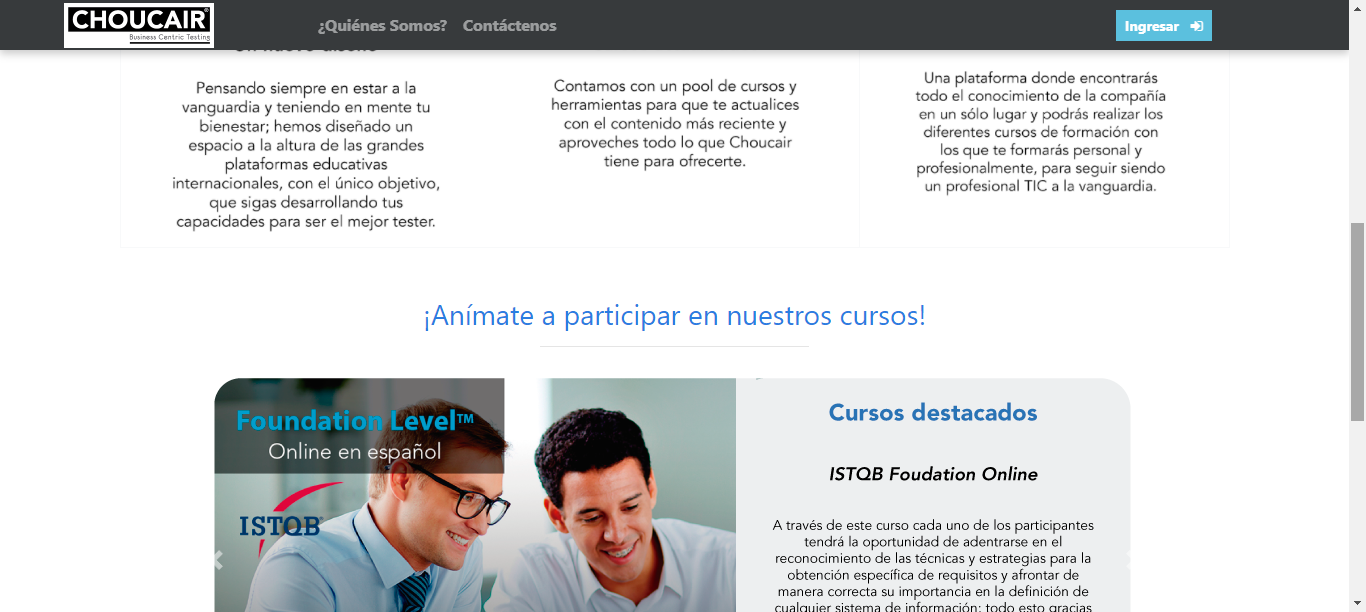 CHOUCAIR®
Business Centric Testing
¿Quiénes Somos? Contáctenos
Ingresar
Un nuevo diseño
Pensando siempre en estar a la
vanguardia y teniendo en mente tu
bienestar; hemos diseñado un
espacio a la altura de las grandes
plataformas educativas
internacionales, con el único objetivo,
que sigas desarrollando tus
capacidades para ser el mejor tester.
Contamos con un pool de cursos y
herramientas para que te actualices
con el contenido más reciente y
aproveches todo lo que Choucair
tiene para ofrecerte.
Una plataforma donde encontrarás
todo el conocimiento de la compañía
en un sólo lugar y podrás realizar los
diferentes cursos de formación con
los que te formarás personal y
profesionalmente, para seguir siendo
un profesional TIC a la vanguardia.
¡Anímate a participar en nuestros cursos!
Foundation Level™
Online en español
ISTQB®
Cursos destacados
ISTQB Foudation Online
A través de este curso cada uno de los participantes
tendrá la oportunidad de adentrarse en el
reconocimiento de las técnicas y estrategias para la
obtención específica de requisitos y afrontar de
manera correcta su importancia en la definición de
cualquier sistema de información; todo esto gracias